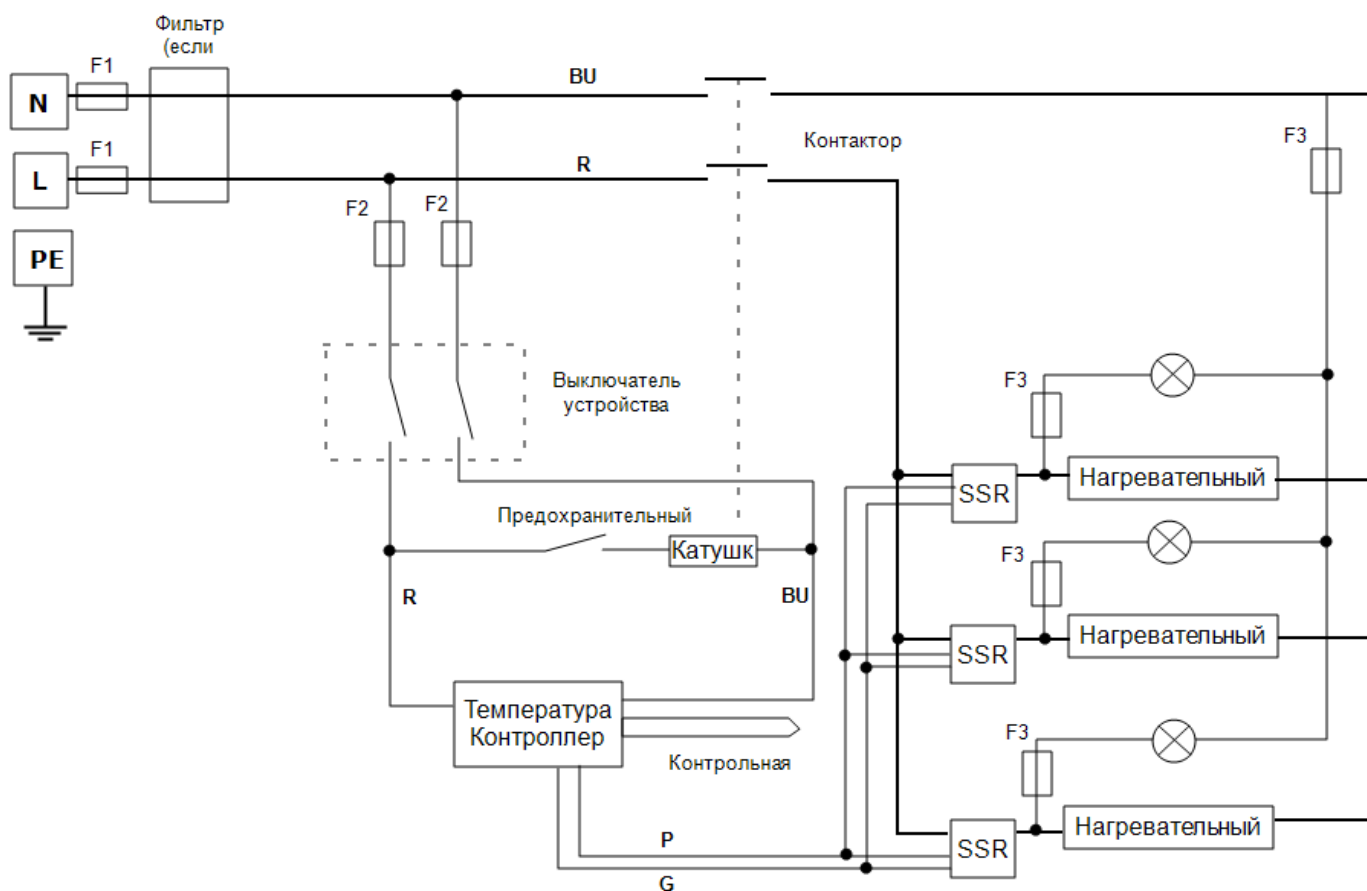 Фильтр
(если
F1
N
BU
F1
L
R
Контактор
F3
F2
F2
PE
Выключатель
устройства
F3
SSR
Нагревательный
Предохранительный
Катушк
F3
R
BU
SSR
Нагревательный
Температура
Контроллер
Контрольная
F3
SSR
Нагревательный
P
G